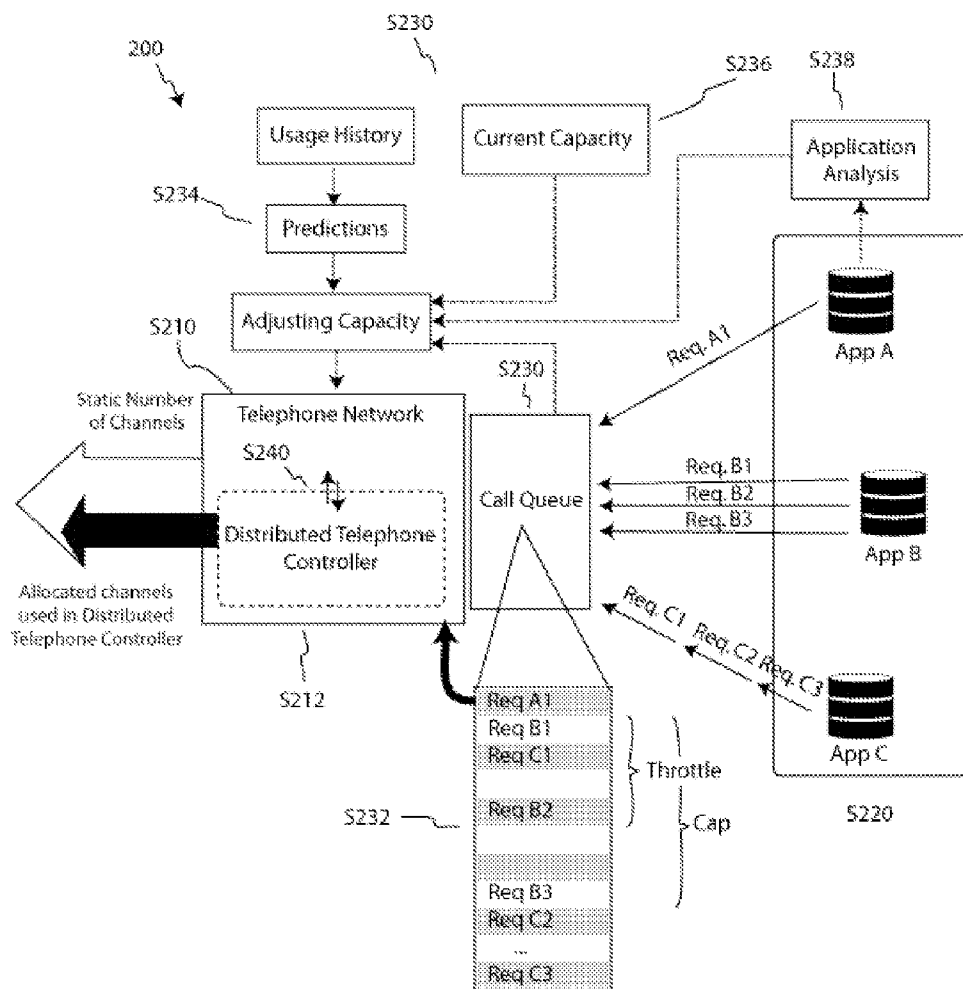 S230
200
S236
S238
Usage History
Current Capacity
Application
Analysis
S234
Predictions
Adjusting Capacity
S210
S230
Req. A1
App A
Static Number
of Channels
Telephone Network
S240
Call Queue
Req. B1
Req. B2
Req. B3
App B
Distributed Telephone
Controller
Allocated channels
used in Distributed
Telephone Controller
Req. C1
Req. C2
Req. C3
App C
S212
Req A1
Req B1
Req C1
Throttle
S232
Req B2
Cap
S220
Req B3
Req C2
...
Req C3